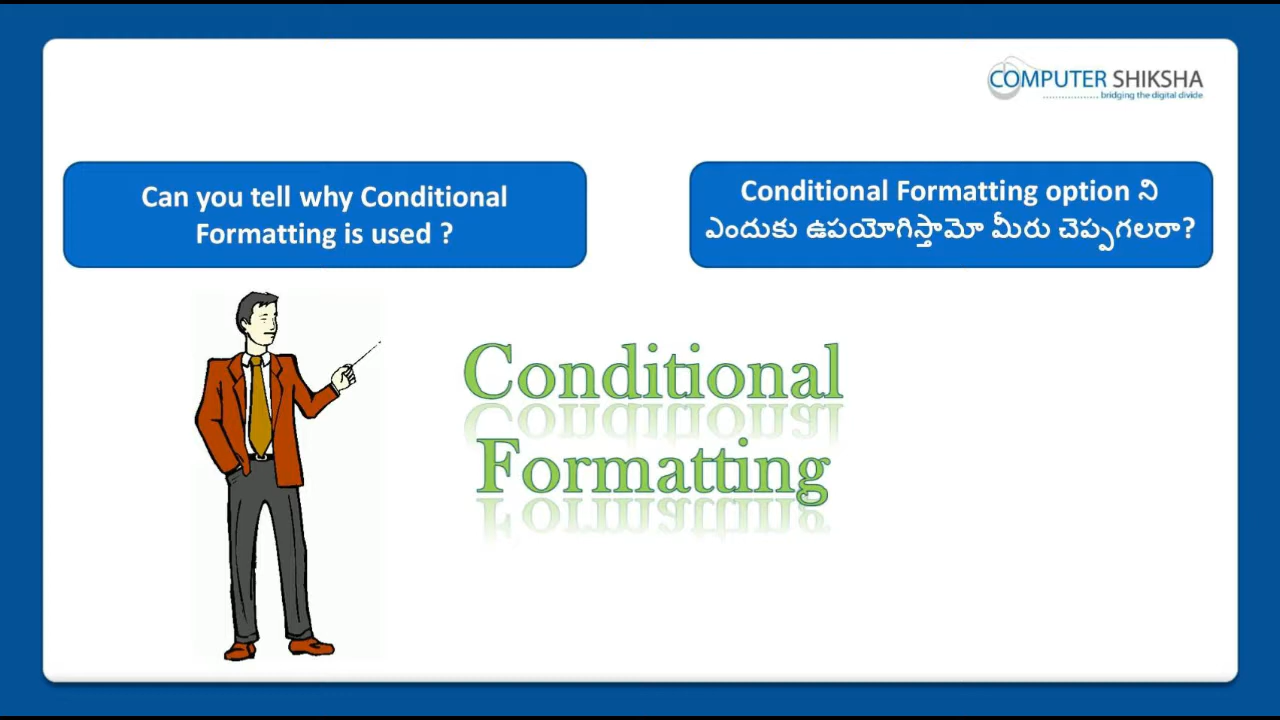 COMPUTER SHIKSHA
bridging the digital divide
Can you tell why Conditional
Formatting is used ?
Conditional Formatting option ని
ఎందుకు ఉపయోగిస్తామో మీరు చెప్పగలరా?
Conditional
Formatting